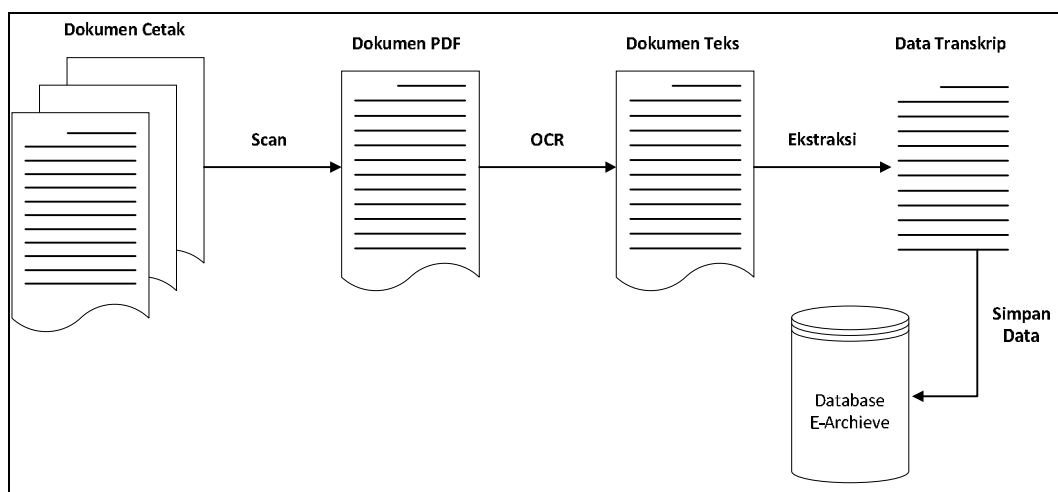 Dokumen Cetak
Dokumen PDF
Dokumen Teks
Data Transkrip
Scan
OCR
Ekstraksi
Simpan
Data
Database
E-Archieve